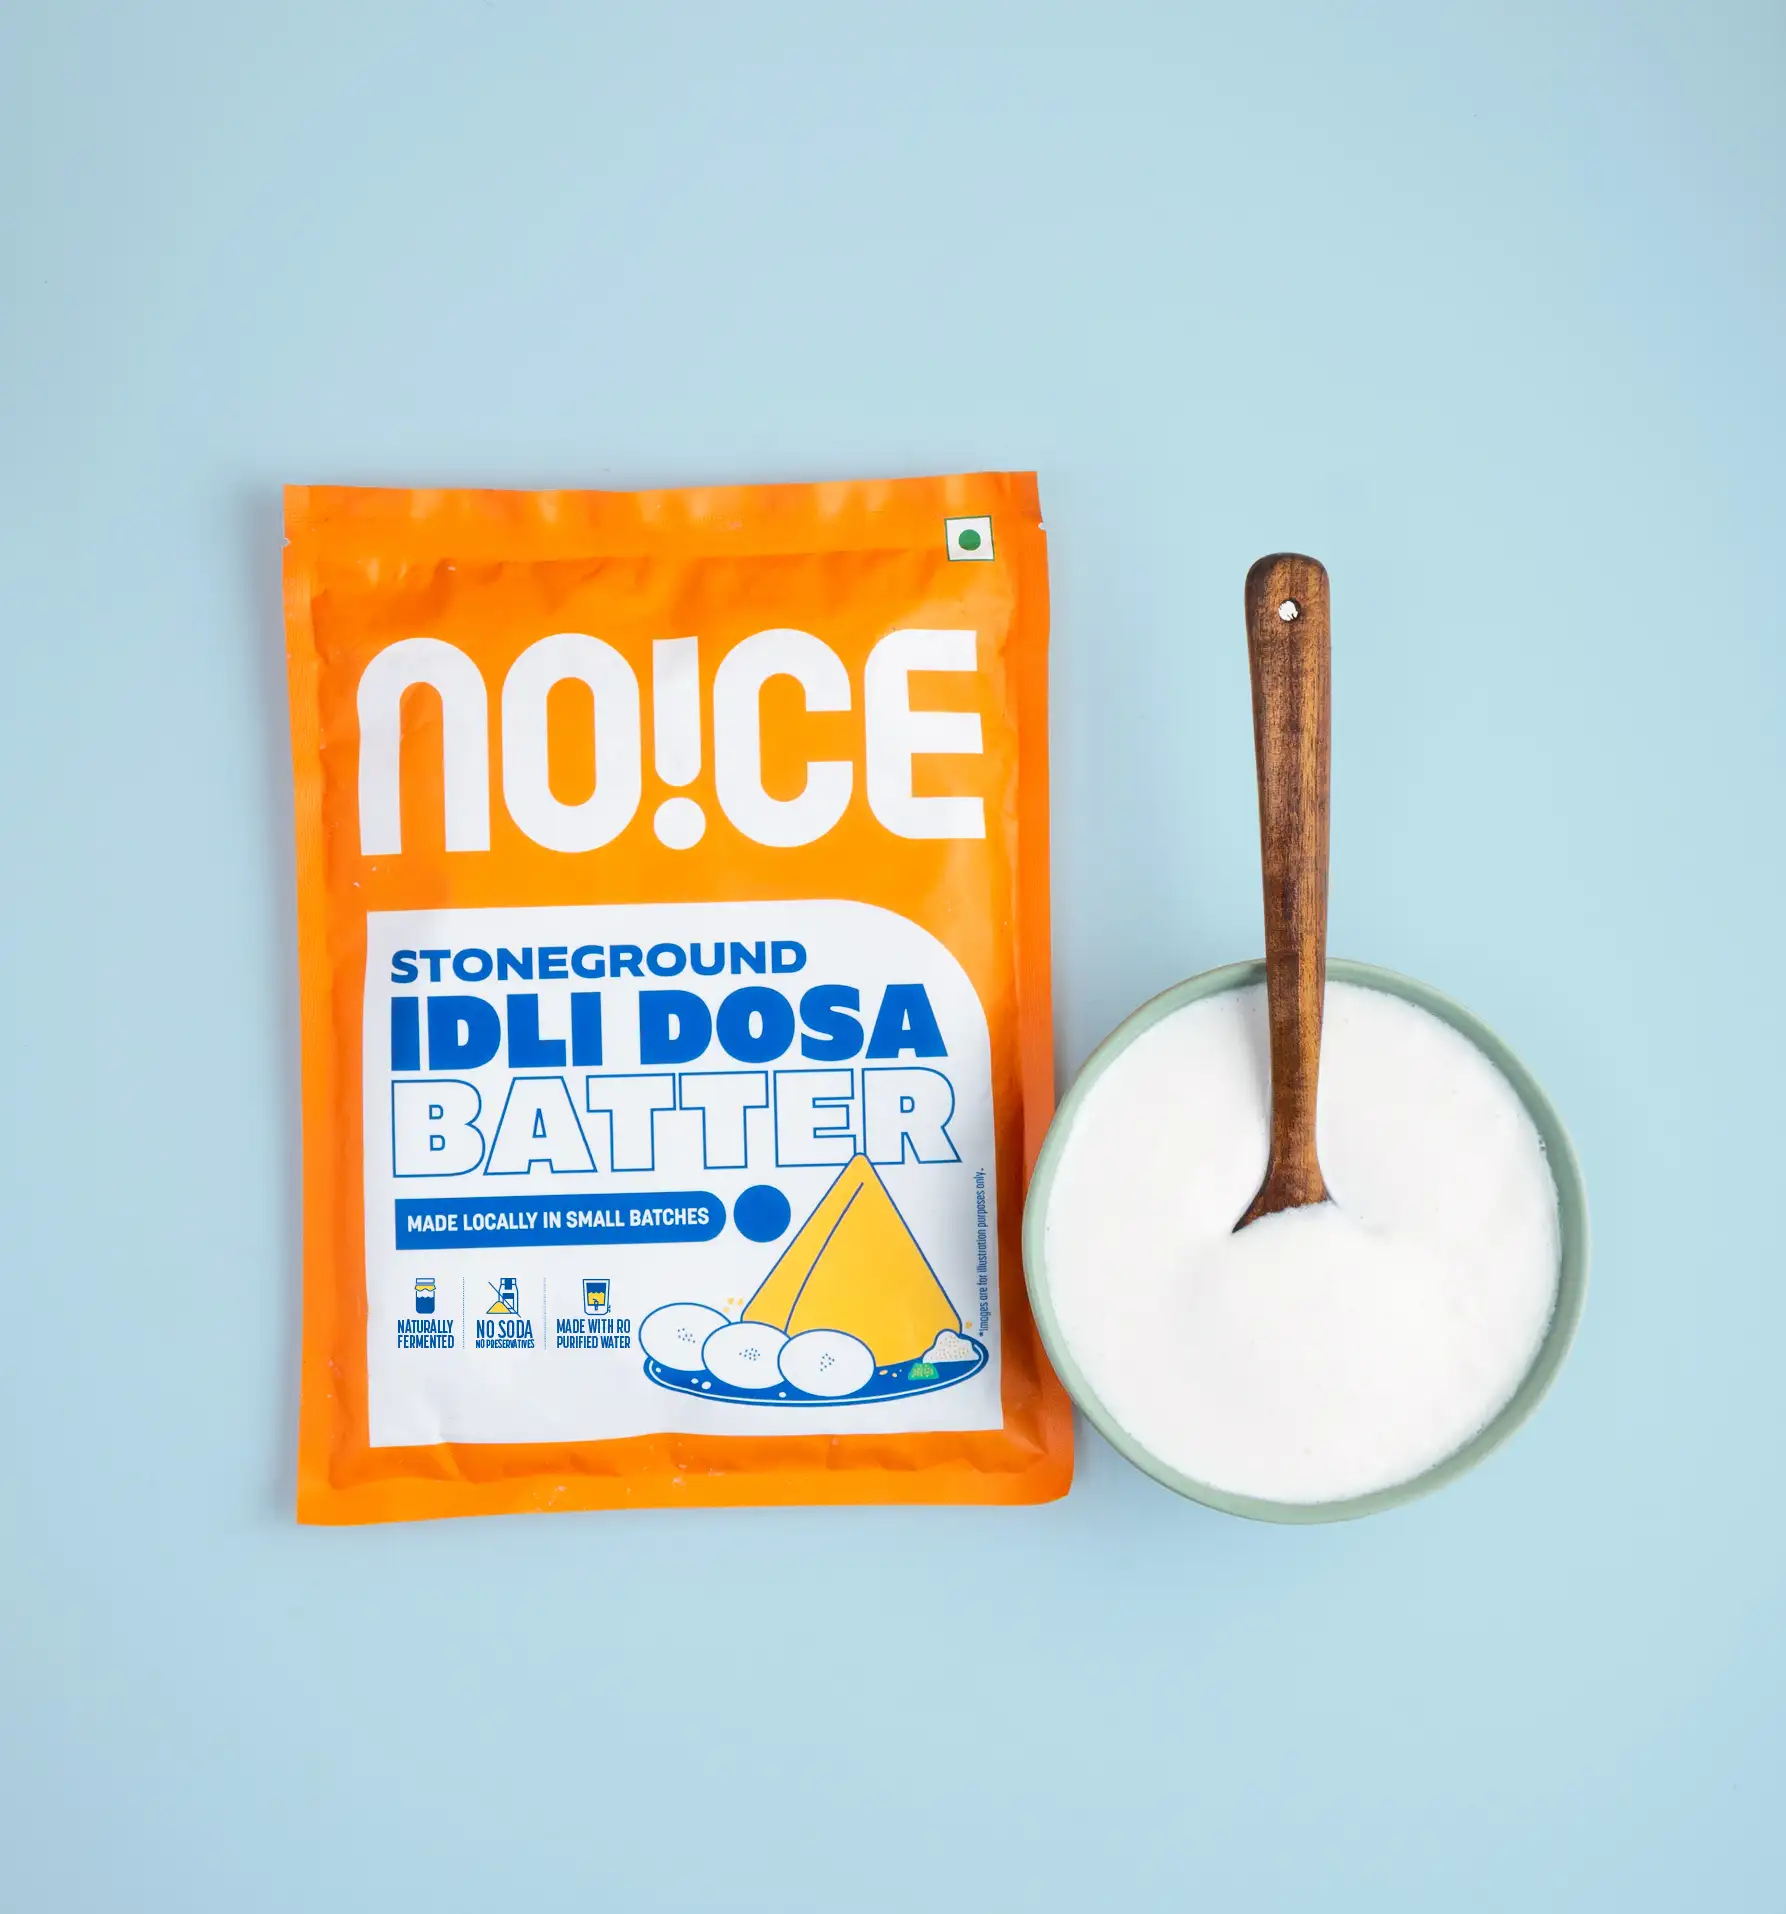 NO!CE
STONEGROUND
IDLI DOSA
BATTER
MADE LOCALLY IN SMALL BATCHES
NATURALLY
FERMENTED
NO SODA
NO PRESERVATIVES
MADE WITH RO
PURIFIED WATER
*Images are for illustration purposes only.